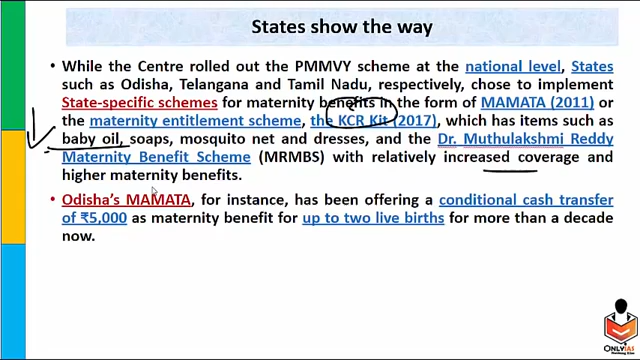 States show the way
• While the Centre rolled out the PMMVY scheme at the national level, States
such as Odisha, Telangana and Tamil Nadu, respectively, chose to implement
State-specific schemes for maternity benefits in the form of MAMATA (2011) or
the maternity entitlement scheme, the KCR Kit (2017), which has items such as
baby oil, soaps, mosquito net and dresses, and the Dr. Muthulakshmi Reddy
Maternity Benefit Scheme (MRMBS) with relatively increased coverage and
higher maternity benefits.
• Odisha's MAMATA, for instance, has been offering a conditional cash transfer
of ₹5,000 as maternity benefit for up to two live births for more than a decade
now.
ONLYIAS